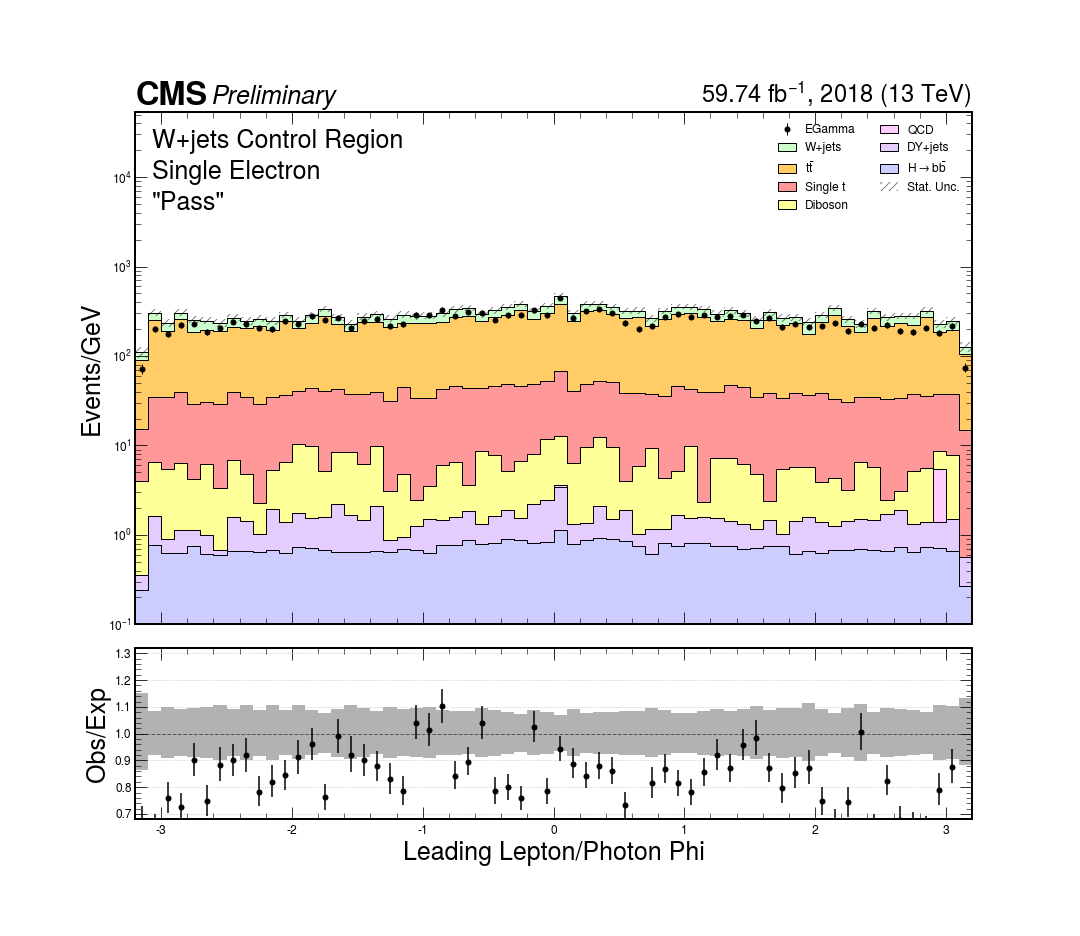 CMS Preliminary
59.74 fb⁻¹, 2018 (13 TeV)
W+jets Control Region
Single Electron
"Pass"
EGamma
W+jets
tt̄
Single t
Diboson
QCD
DY+jets
H→bb̄
Stat. Unc.
Events/GeV
10⁴
10³
10²
10¹
10⁰
10⁻¹
Obs/Exp
1.3
1.2
1.1
1.0
0.9
0.8
0.7
-3 -2 -1 0 1 2 3
Leading Lepton/Photon Phi